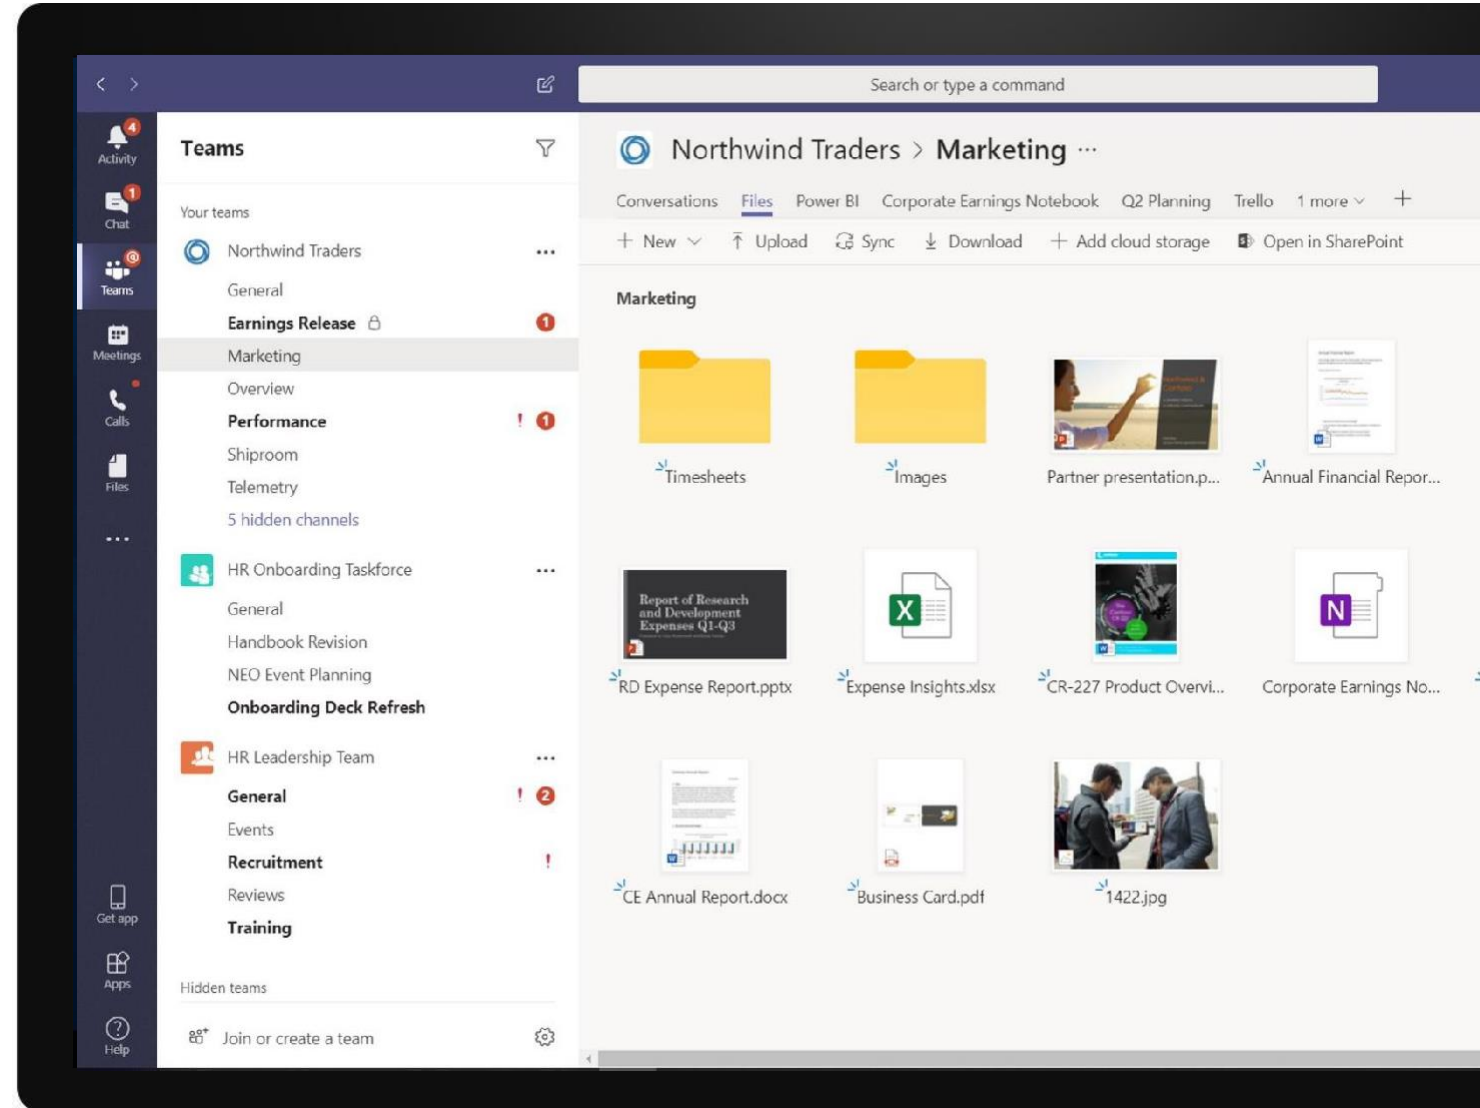 Search or type a command
4
Activity
1
Chat
@
Teams
Meetings
Calls
Files
Get app
Apps
Help
Teams
Your teams
Northwind Traders
General
Earnings Release 1
Marketing
Overview
Performance ! 1
Shiproom
Telemetry
5 hidden channels
HR Onboarding Taskforce
General
Handbook Revision
NEO Event Planning
Onboarding Deck Refresh
HR Leadership Team
General ! 2
Events
Recruitment !
Reviews
Training
Hidden teams
Join or create a team
Northwind Traders > Marketing ...
Conversations Files Power BI Corporate Earnings Notebook Q2 Planning Trello 1 more +
+ New Upload Sync Download + Add cloud storage Open in SharePoint
Marketing
Timesheets Images Partner presentation.p... Annual Financial Repor...
Report of Research
and Development
Expenses Q1-Q3
X
N
RD Expense Report.pptx Expense Insights.xlsx CR-227 Product Overvi... Corporate Earnings No...
CE Annual Report.docx Business Card.pdf 1422.jpg